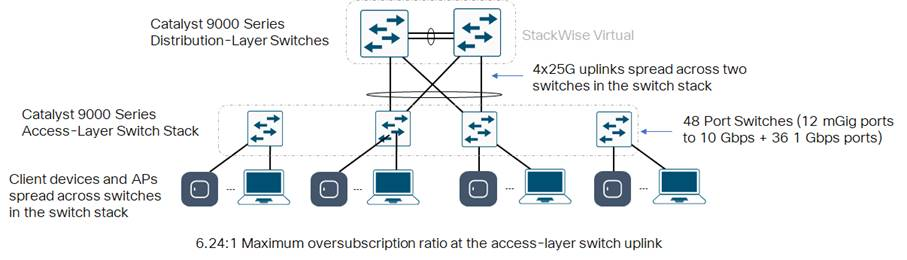 Catalyst 9000 Series
Distribution-Layer Switches
StackWise Virtual
4x25G uplinks spread across two
switches in the switch stack
Catalyst 9000 Series
Access-Layer Switch Stack
48 Port Switches (12 mGig ports
to 10 Gbps + 36 1 Gbps ports)
Client devices and APs
spread across switches
in the switch stack
...
...
...
...
6.24:1 Maximum oversubscription ratio at the access-layer switch uplink